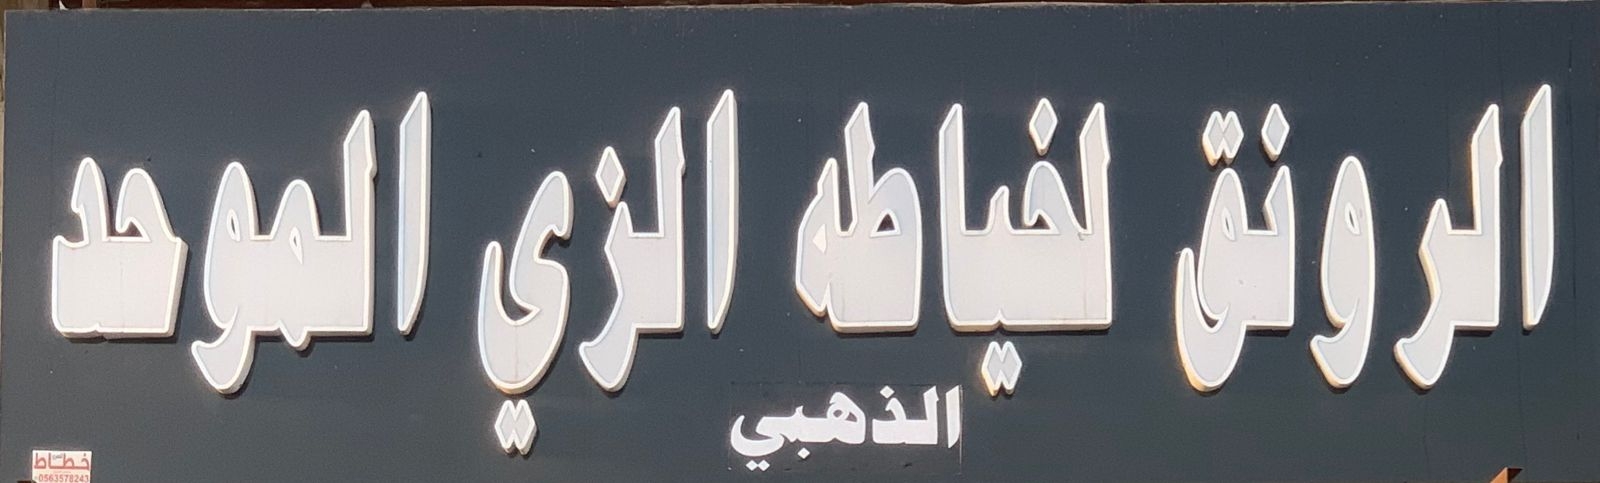 الرونق لخياطه الزي الموحد
الذهبي
خطاط
0563578243